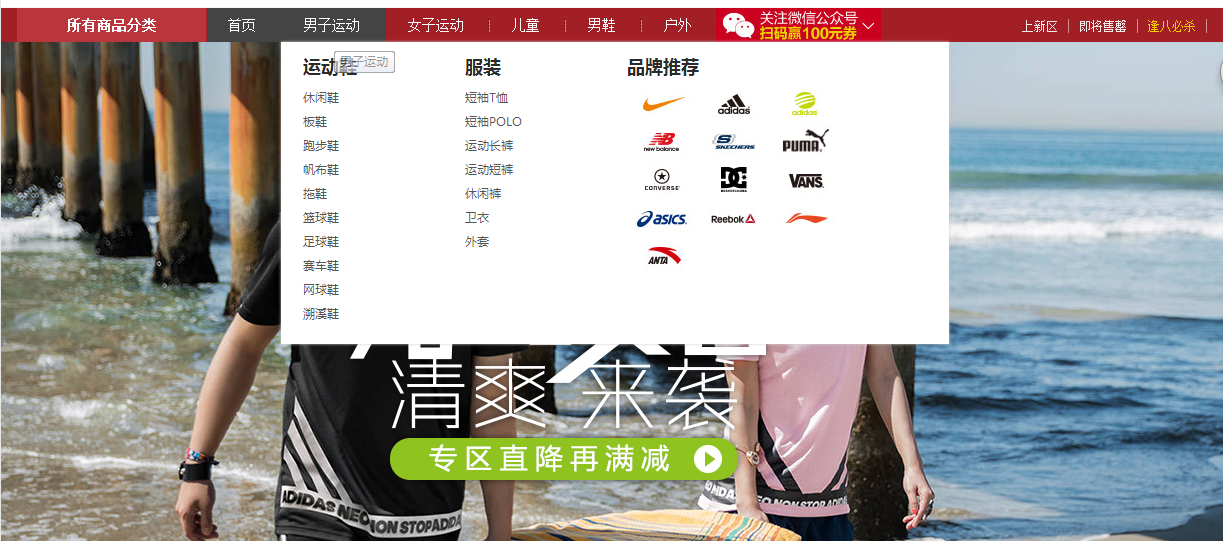 所有商品分类 首页 男子运动 女子运动 儿童 男鞋 户外 关注微信公众号 上新区 即将售罄 逢八必杀
扫码赢100元券
男子运动
运动鞋 服装 品牌推荐
休闲鞋 短袖T恤
板鞋 短袖POLO
跑步鞋 运动长裤
帆布鞋 运动短裤
拖鞋 休闲裤
篮球鞋 卫衣
足球鞋 外套
赛车鞋
网球鞋
溯溪鞋
adidas adidas
new balance SKECHERS PUMA
CONVERSE DC VANS
asics Reebok
ANTA
清爽 来袭
专区直降再满减
ADIDAS NEO NON STOP ADIDAS
ADIDAS NEO NON STOP ADIDAS